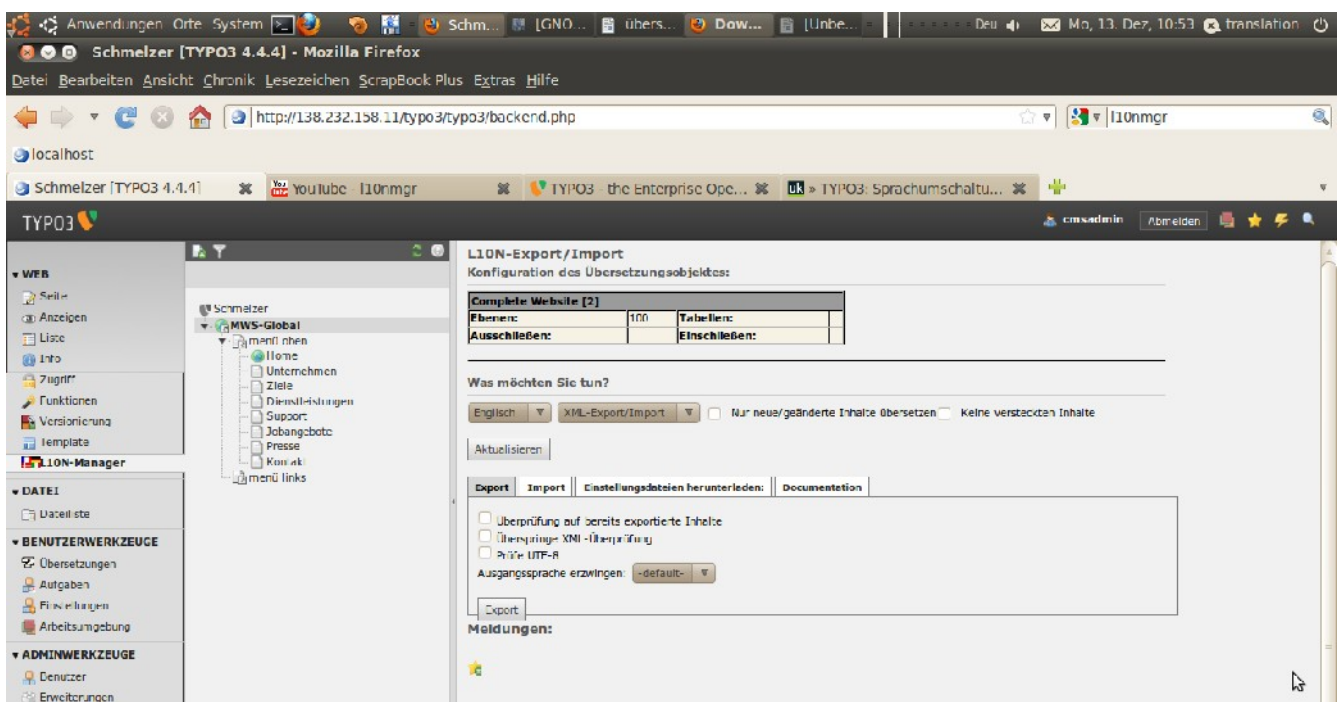 Anwendungen Orte System Schm... [GNO... übers... Dow... [Unbe... Deu Mo, 13. Dez, 10:53 translation
Schmelzer [TYPO3 4.4.4] - Mozilla Firefox
Datei Bearbeiten Ansicht Chronik Lesezeichen ScrapBook Plus Extras Hilfe
http://138.232.158.11/typo3/typo3/backend.php l10nmgr
localhost
Schmelzer [TYPO3 4.4.4] YouTube - l10nmgr TYPO3 - the Enterprise Ope... uk » TYPO3: Sprachumschaltu...
TYPO3 cmsadmin Abmelden
WEB
Seite
Anzeigen
Liste
Info
Zugriff
Funktionen
Versionierung
Template
L10N-Manager
DATEI
Dateiliste
BENUTZERWERKZEUGE
Übersetzungen
Aufgaben
Einstellungen
Arbeitsumgebung
ADMINWERKZEUGE
Benutzer
Erweiterungen
Schmelzer
MWS-Global
menü oben
Home
Unternehmen
Ziele
Dienstleistungen
Support
Jobangebote
Presse
Kontakt
menü links
L10N-Export/Import
Konfiguration des Übersetzungsobjektes:
Complete Website [2]
Ebenen: 100 Tabellen:
Ausschließen: Einschließen:
Was möchten Sie tun?
Englisch XML-Export/Import Nur neue/geänderte Inhalte übersetzen Keine versteckten Inhalte
Aktualisieren
Export Import Einstellungsdateien herunterladen: Documentation
Überprüfung auf bereits exportierte Inhalte
Überspringe XML-Überprüfung
Prüfe UTF-8
Ausgangssprache erzwingen: -default-
Export
Meldungen: